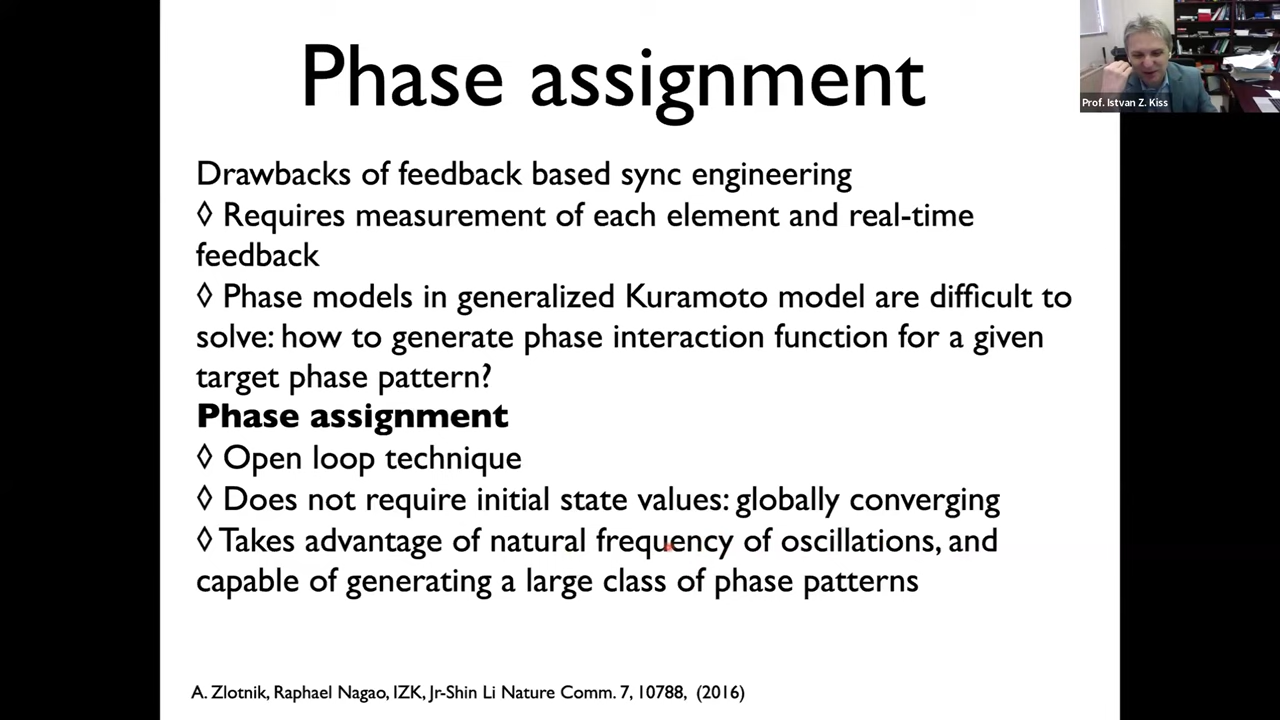 Phase assignment
Prof. Istvan Z. Kiss
Drawbacks of feedback based sync engineering
◊ Requires measurement of each element and real-time
feedback
◊ Phase models in generalized Kuramoto model are difficult to
solve: how to generate phase interaction function for a given
target phase pattern?
Phase assignment
◊ Open loop technique
◊ Does not require initial state values: globally converging
◊ Takes advantage of natural frequency of oscillations, and
capable of generating a large class of phase patterns
A. Zlotnik, Raphael Nagao, IZK, Jr-Shin Li Nature Comm. 7, 10788, (2016)